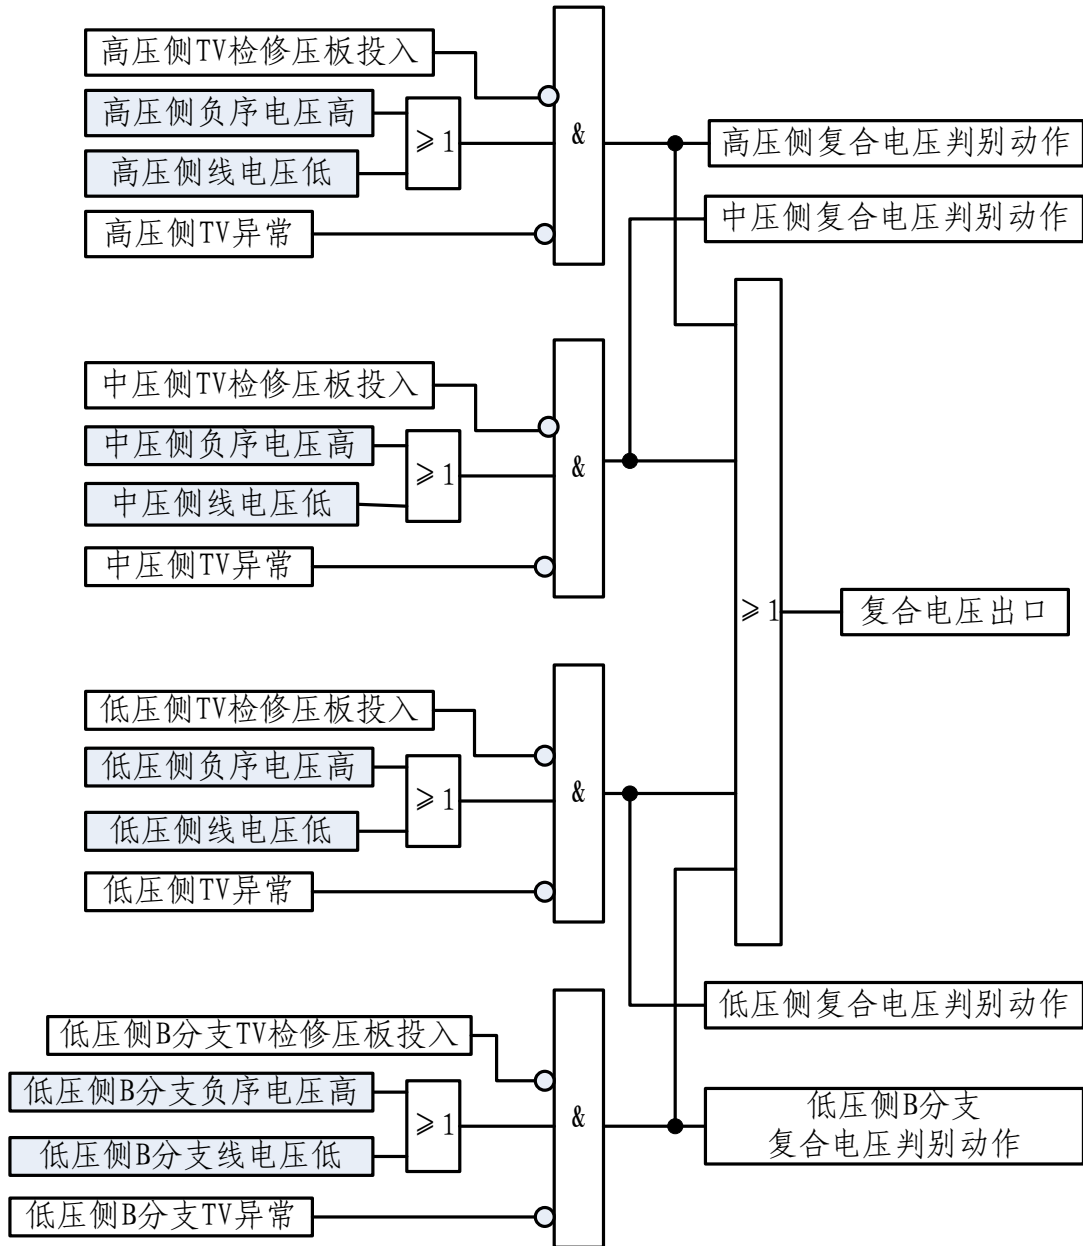 高压侧TV检修压板投入
高压侧负序电压高
≥1
高压侧线电压低
高压侧TV异常
&
高压侧复合电压判别动作
中压侧复合电压判别动作
中压侧TV检修压板投入
中压侧负序电压高
≥1
中压侧线电压低
中压侧TV异常
&
≥1
复合电压出口
低压侧TV检修压板投入
低压侧负序电压高
≥1
低压侧线电压低
低压侧TV异常
&
低压侧复合电压判别动作
低压侧B分支TV检修压板投入
低压侧B分支负序电压高
≥1
低压侧B分支线电压低
低压侧B分支TV异常
&
低压侧B分支
复合电压判别动作